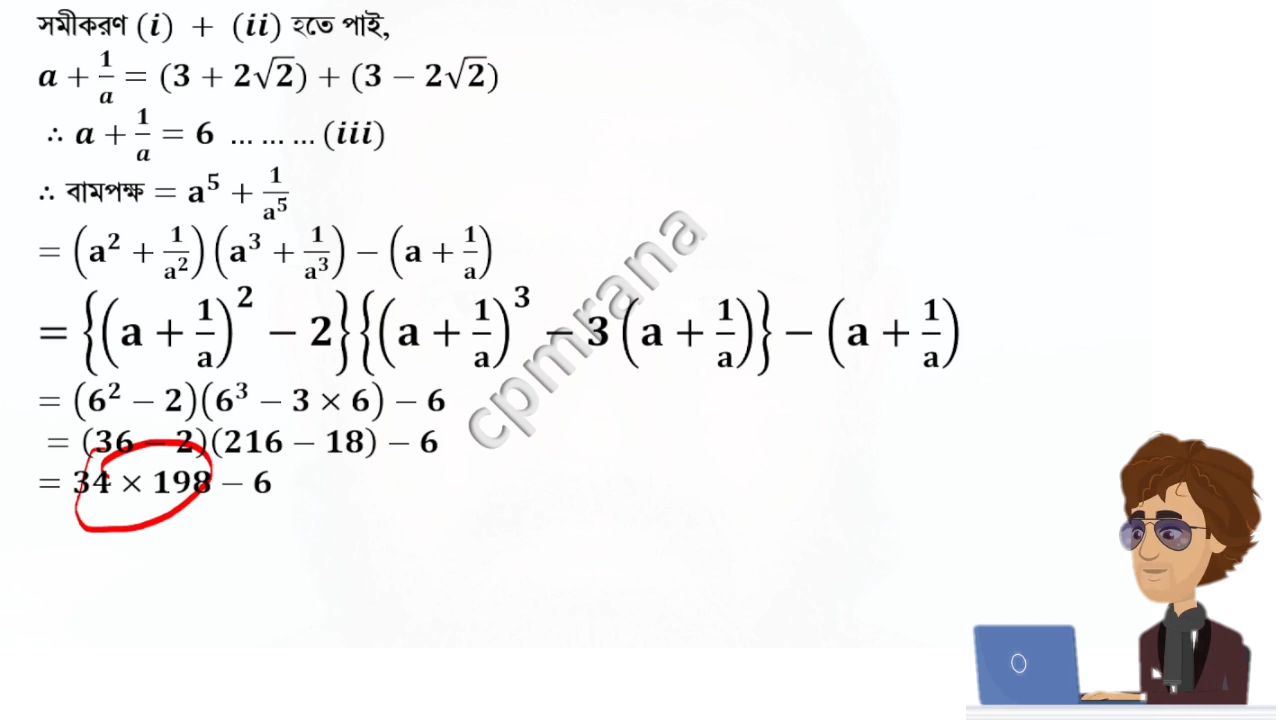 সমীকরণ (i) + (ii) হতে পাই,
a + 1/a = (3 + 2√2) + (3 − 2√2)
∴ a + 1/a = 6 ... ... ... (iii)
∴ বামপক্ষ = a⁵ + 1/a⁵
= (a² + 1/a²)(a³ + 1/a³) − (a + 1/a)
= {(a + 1/a)² − 2}{(a + 1/a)³ − 3(a + 1/a)} − (a + 1/a)
= (6² − 2)(6³ − 3 × 6) − 6
= (36 − 2)(216 − 18) − 6
= 34 × 198 − 6
cpmrana